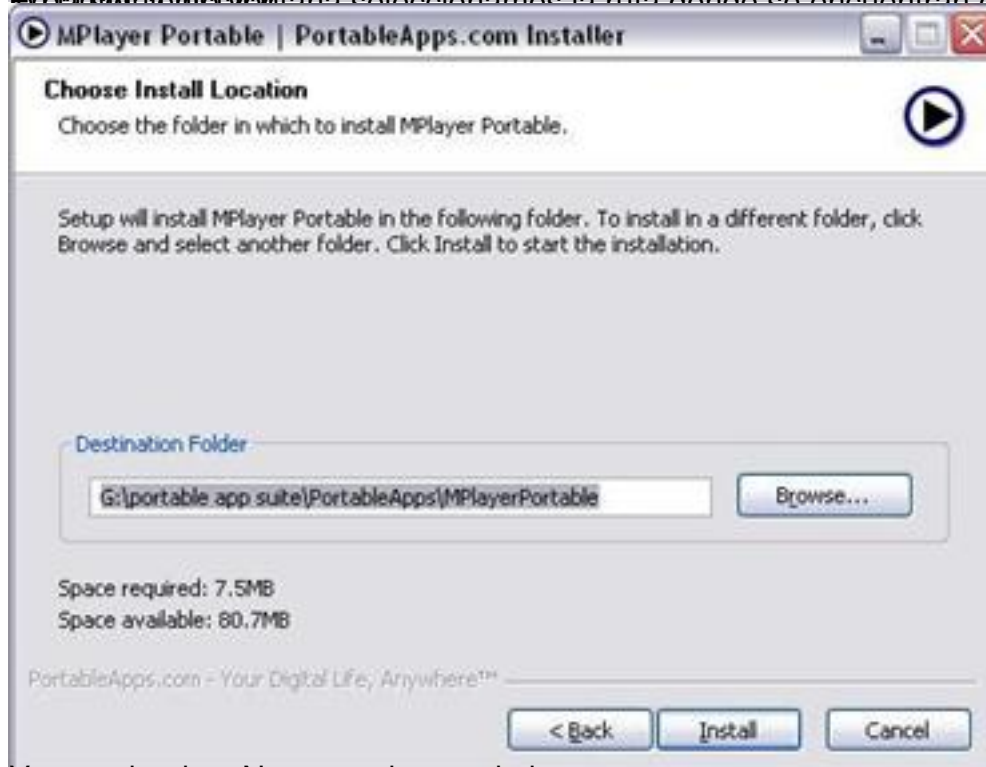 MPlayer Portable | PortableApps.com Installer
Choose Install Location
Choose the folder in which to install MPlayer Portable.
Setup will install MPlayer Portable in the following folder. To install in a different folder, click
Browse and select another folder. Click Install to start the installation.
Destination Folder
G:\portable app suite\PortableApps\MPlayerPortable
Browse...
Space required: 7.5MB
Space available: 80.7MB
PortableApps.com - Your Digital Life, Anywhere™
< Back
Install
Cancel